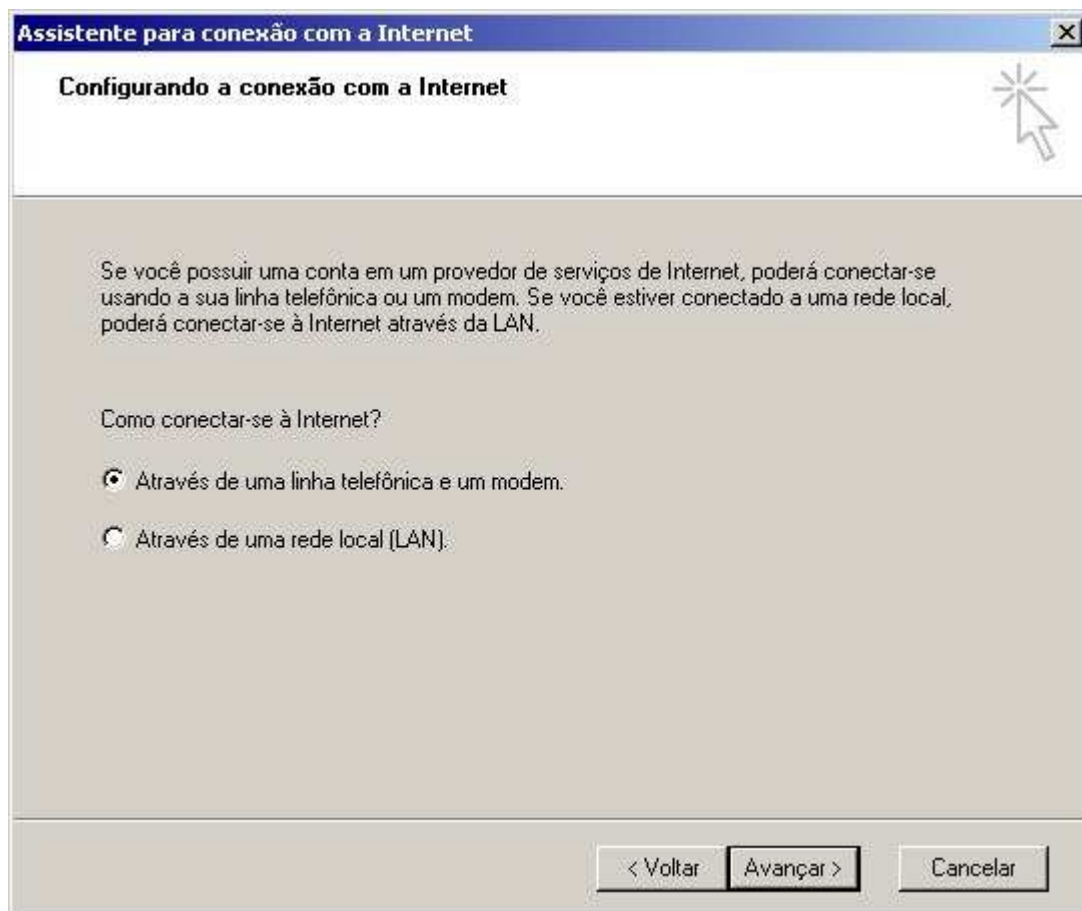 Assistente para conexão com a Internet
Configurando a conexão com a Internet
Se você possuir uma conta em um provedor de serviços de Internet, poderá conectar-se
usando a sua linha telefônica ou um modem. Se você estiver conectado a uma rede local,
poderá conectar-se à Internet através da LAN.
Como conectar-se à Internet?
Através de uma linha telefônica e um modem.
Através de uma rede local (LAN).
< Voltar Avançar > Cancelar